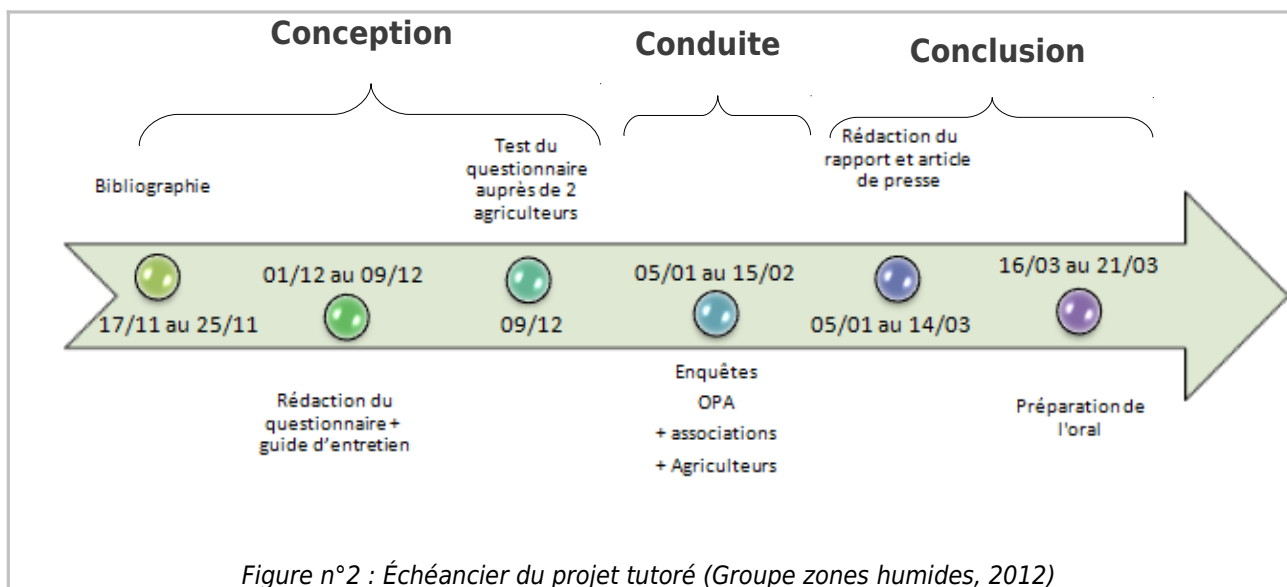 Conception
Conduite
Conclusion
Bibliographie
Test du
questionnaire
auprès de 2
agriculteurs
Rédaction du
rapport et article
de presse
17/11 au 25/11
01/12 au 09/12
09/12
05/01 au 15/02
05/01 au 14/03
16/03 au 21/03
Rédaction du
questionnaire +
guide d'entretien
Enquêtes
OPA
+ associations
+ Agriculteurs
Préparation de
l'oral
Figure n°2 : Échéancier du projet tutoré (Groupe zones humides, 2012)